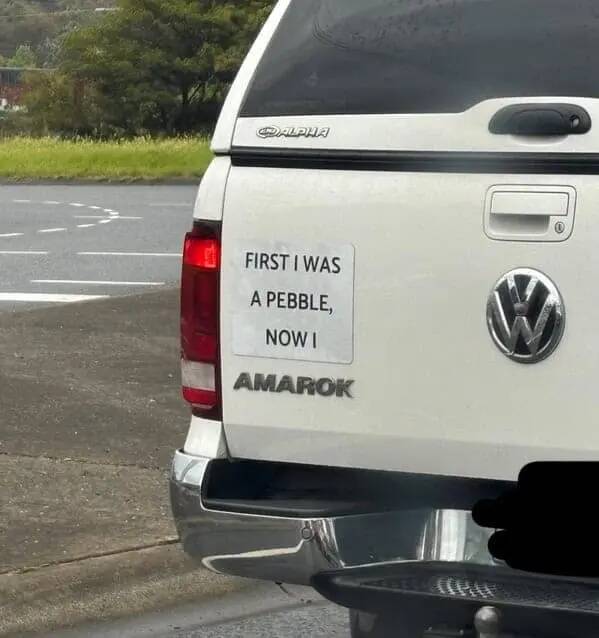 ALPHA
FIRST I WAS
A PEBBLE,
NOW I
AMAROK